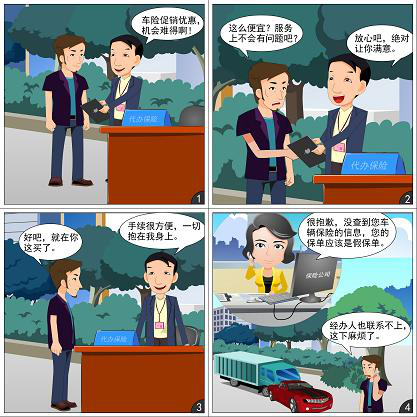 车险促销优惠，
机会难得啊！
代办保险
1
这么便宜？服务
上不会有问题吧？
放心吧，绝对
让你满意。
代办保险
2
好吧，就在你
这买了。
手续很方便，一切
抱在我身上。
代办保险
3
很抱歉，没查到您车
辆保险的信息，您的
保单应该是假保单。
保险公司
经办人也联系不上，
这下麻烦了。
4